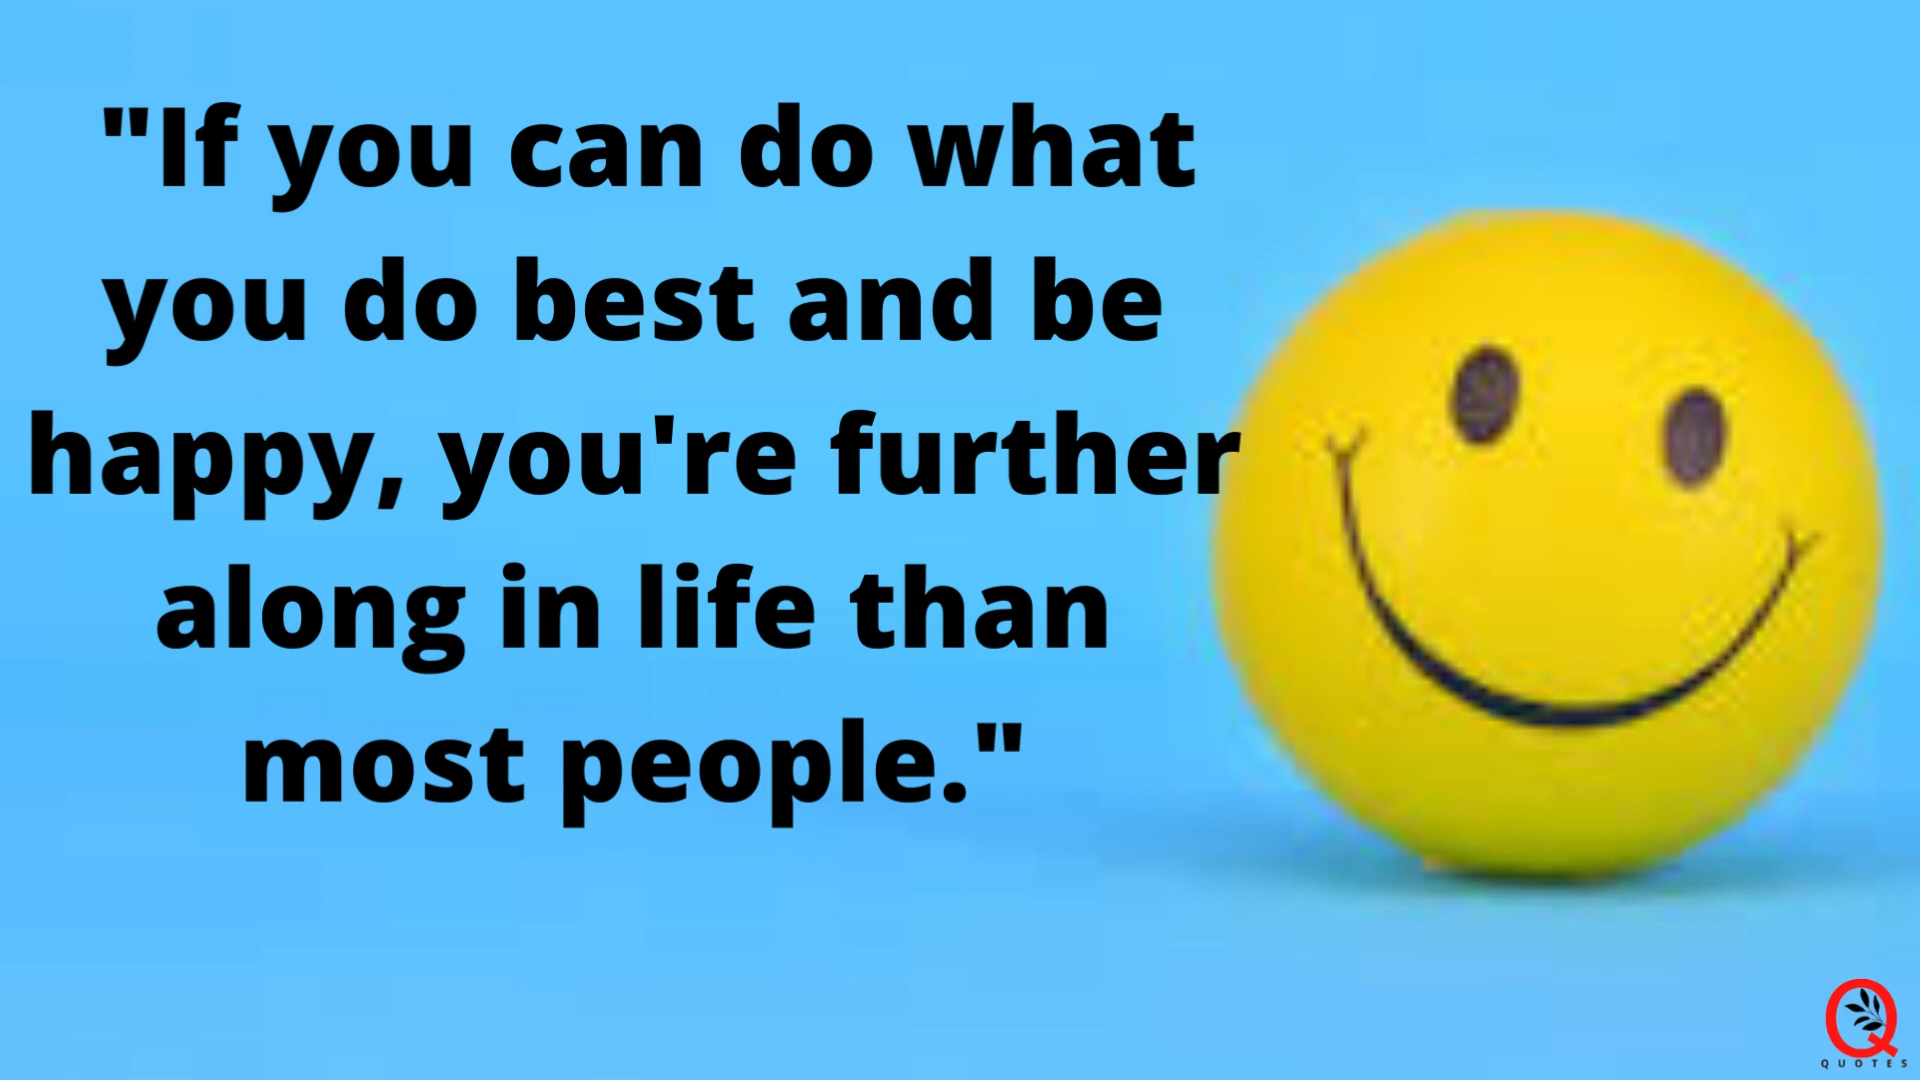 "If you can do what
you do best and be
happy, you're further
along in life than
most people."
Q
QUOTES